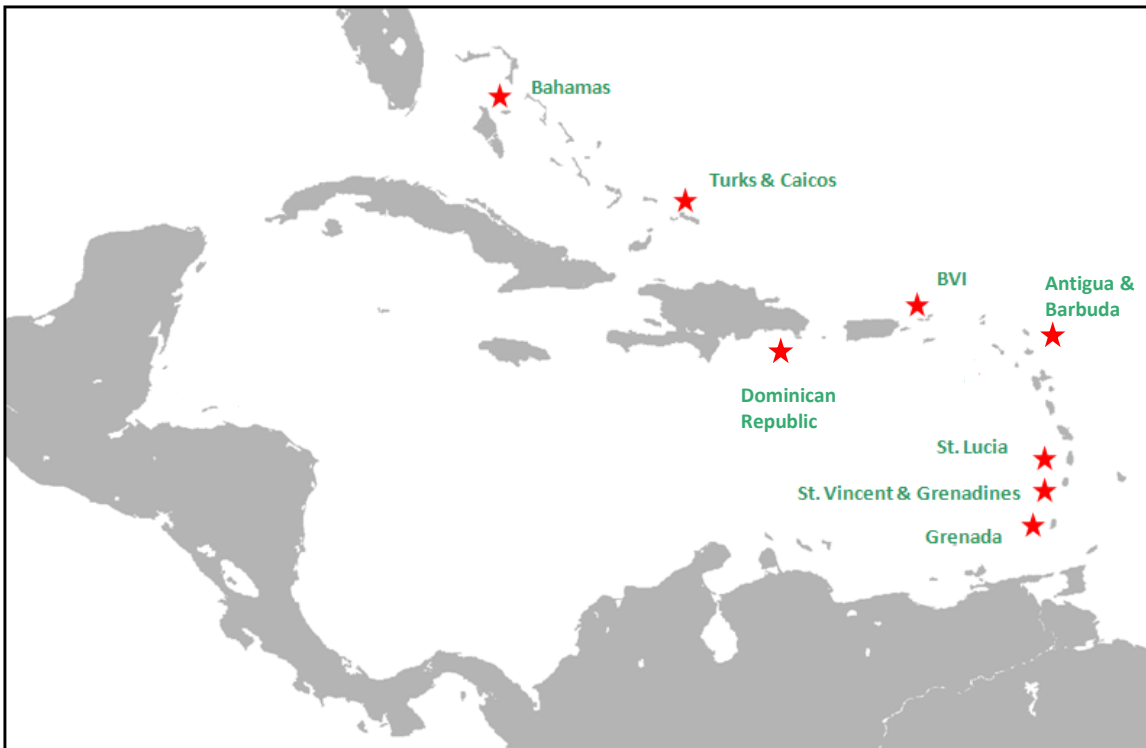 Bahamas
Turks & Caicos
BVI
Antigua &
Barbuda
Dominican
Republic
St. Lucia
St. Vincent & Grenadines
Grenada